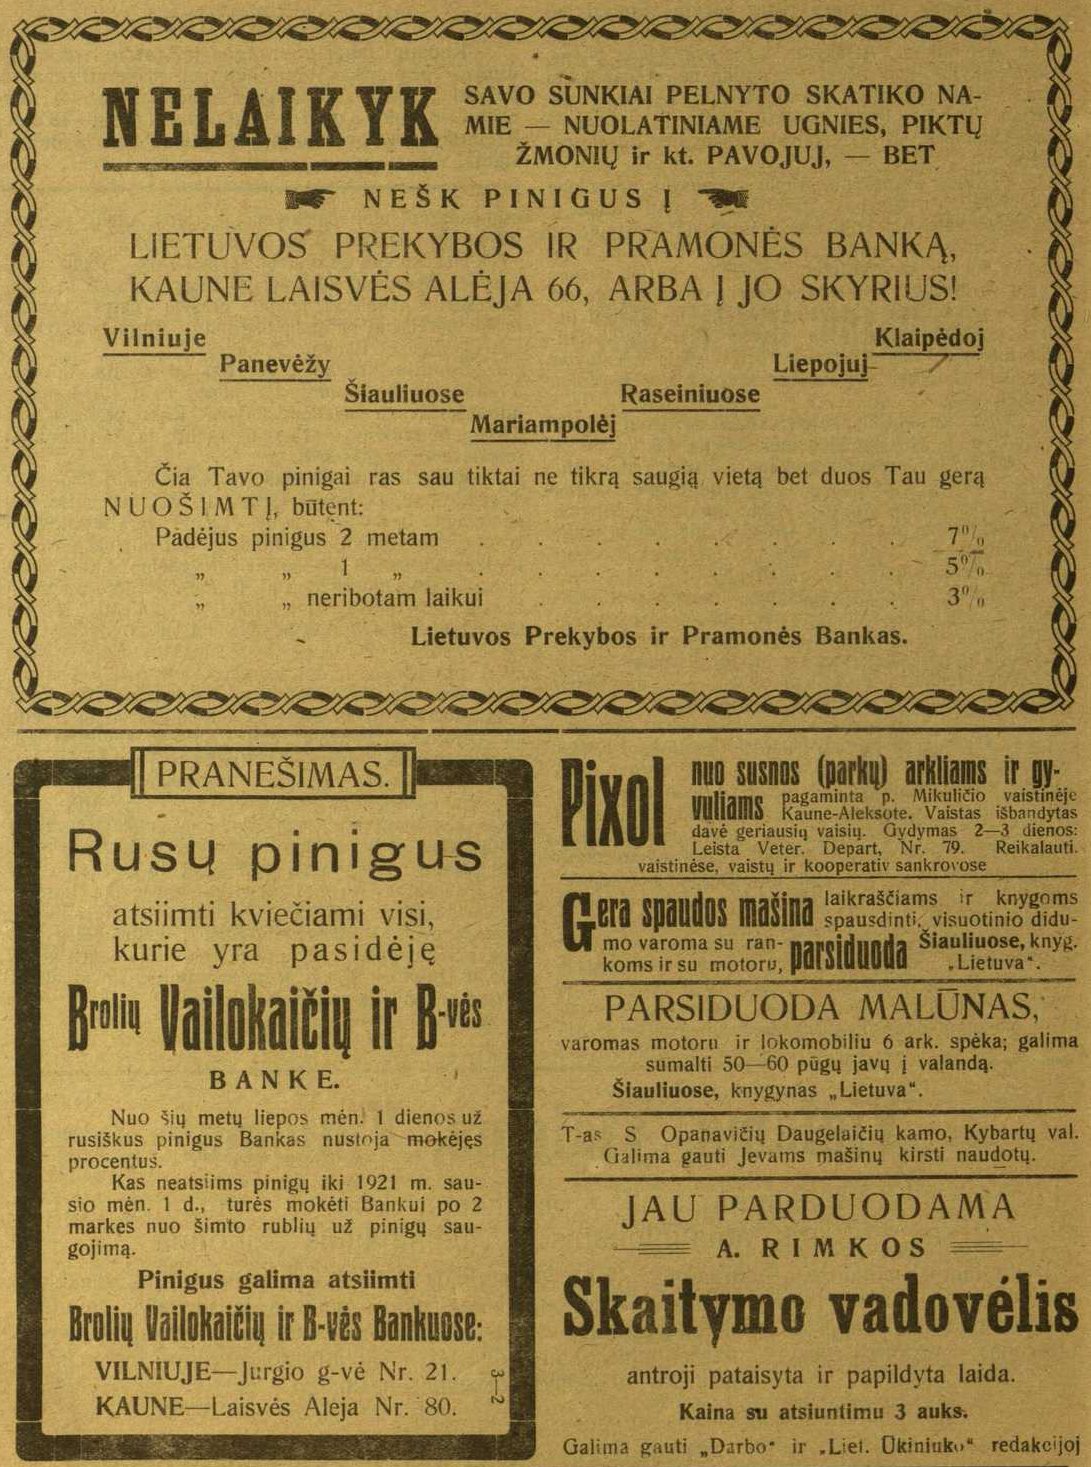 NELAIKYK
SAVO SUNKIAI PELNYTO SKATIKO NA-
MIE — NUOLATINIAME UGNIES, PIKTŲ
ŽMONIŲ ir kt. PAVOJUJ, — BET
NEŠK PINIGUS Į
LIETUVOS PREKYBOS IR PRAMONĖS BANKĄ,
KAUNE LAISVĖS ALĖJA 66, ARBA Į JO SKYRIUS!
Vilniuje
Klaipėdoj
Panevėžy
Liepojuj
Šiauliuose
Raseiniuose
Mariampolėj
Čia Tavo pinigai ras sau tiktai ne tikrą saugią vietą bet duos Tau gerą
NUOŠIMTĮ, būtent:
Padėjus pinigus 2 metam . . . . . . . . 7%
„ „ 1 „ . . . . . . . . 5%
„ „ neribotam laikui . . . . . . . 3%
Lietuvos Prekybos ir Pramonės Bankas.
PRANEŠIMAS.
Rusų pinigus
atsiimti kviečiami visi,
kurie yra pasidėję
Brolių Vailokaičių ir B-vės
BANKE.
Nuo šių metų liepos mėn. 1 dienos už
rusiškus pinigus Bankas nustoja mokėjęs
procentus.
Kas neatsiims pinigų iki 1921 m. sau-
sio mėn. 1 d., turės mokėti Bankui po 2
markes nuo šimto rublių už pinigų sau-
gojimą.
Pinigus galima atsiimti
Brolių Vailokaičių ir B-vės Bankuose:
VILNIUJE—Jurgio g-vė Nr. 21.
KAUNE—Laisvės Aleja Nr. 80.
3—2
Pixol
nuo susnos (parkų) arkliams ir gy-
vuliams pagaminta p. Mikuličio vaistinėje
Kaune-Aleksote. Vaistas išbandytas
davė geriausių vaisių. Gydymas 2—3 dienos:
Leista Veter. Depart, Nr. 79. Reikalauti.
vaistinėse, vaistų ir kooperativ sankrovose
Gera spaudos mašina laikraščiams ir knygoms
spausdinti, visuotinio didu-
mo varoma su ran-
koms ir su motoru, parsiduoda Šiauliuose, knyg.
„Lietuva“.
PARSIDUODA MALŪNAS,
varomas motoru ir lokomobiliu 6 ark. spėka; galima
sumalti 50—60 pūgų javų į valandą.
Šiauliuose, knygynas „Lietuva“.
T-as S Opanavičių Daugelaičių kamo, Kybartų val.
Galima gauti Jevams mašinų kirsti naudotų.
JAU PARDUODAMA
A. RIMKOS
Skaitymo vadovėlis
antroji pataisyta ir papildyta laida.
Kaina su atsiuntimu 3 auks.
Galima gauti „Darbo“ ir „Liet. Ūkininko“ redakcijoj